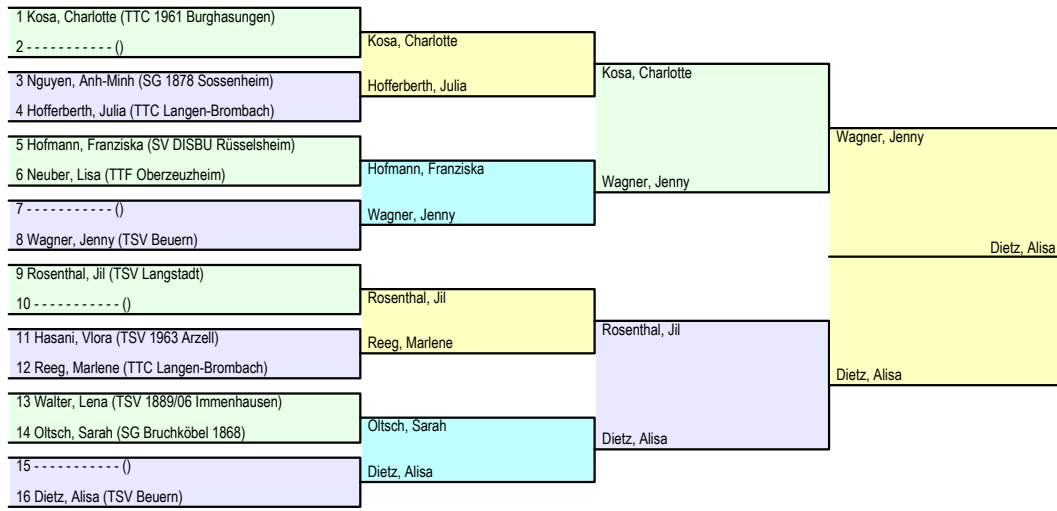 1 Kosa, Charlotte (TTC 1961 Burghasungen)
2 - - - - - - - - - - - ()
3 Nguyen, Anh-Minh (SG 1878 Sossenheim)
4 Hofferberth, Julia (TTC Langen-Brombach)
5 Hofmann, Franziska (SV DISBU Rüsselsheim)
6 Neuber, Lisa (TTF Oberzeuzheim)
7 - - - - - - - - - - - ()
8 Wagner, Jenny (TSV Beuern)
9 Rosenthal, Jil (TSV Langstadt)
10 - - - - - - - - - - - ()
11 Hasani, Vlora (TSV 1963 Arzell)
12 Reeg, Marlene (TTC Langen-Brombach)
13 Walter, Lena (TSV 1889/06 Immenhausen)
14 Oltsch, Sarah (SG Bruchköbel 1868)
15 - - - - - - - - - - - ()
16 Dietz, Alisa (TSV Beuern)
Kosa, Charlotte
Hofferberth, Julia
Hofmann, Franziska
Wagner, Jenny
Rosenthal, Jil
Reeg, Marlene
Oltsch, Sarah
Dietz, Alisa
Kosa, Charlotte
Wagner, Jenny
Rosenthal, Jil
Dietz, Alisa
Wagner, Jenny
Dietz, Alisa
Dietz, Alisa